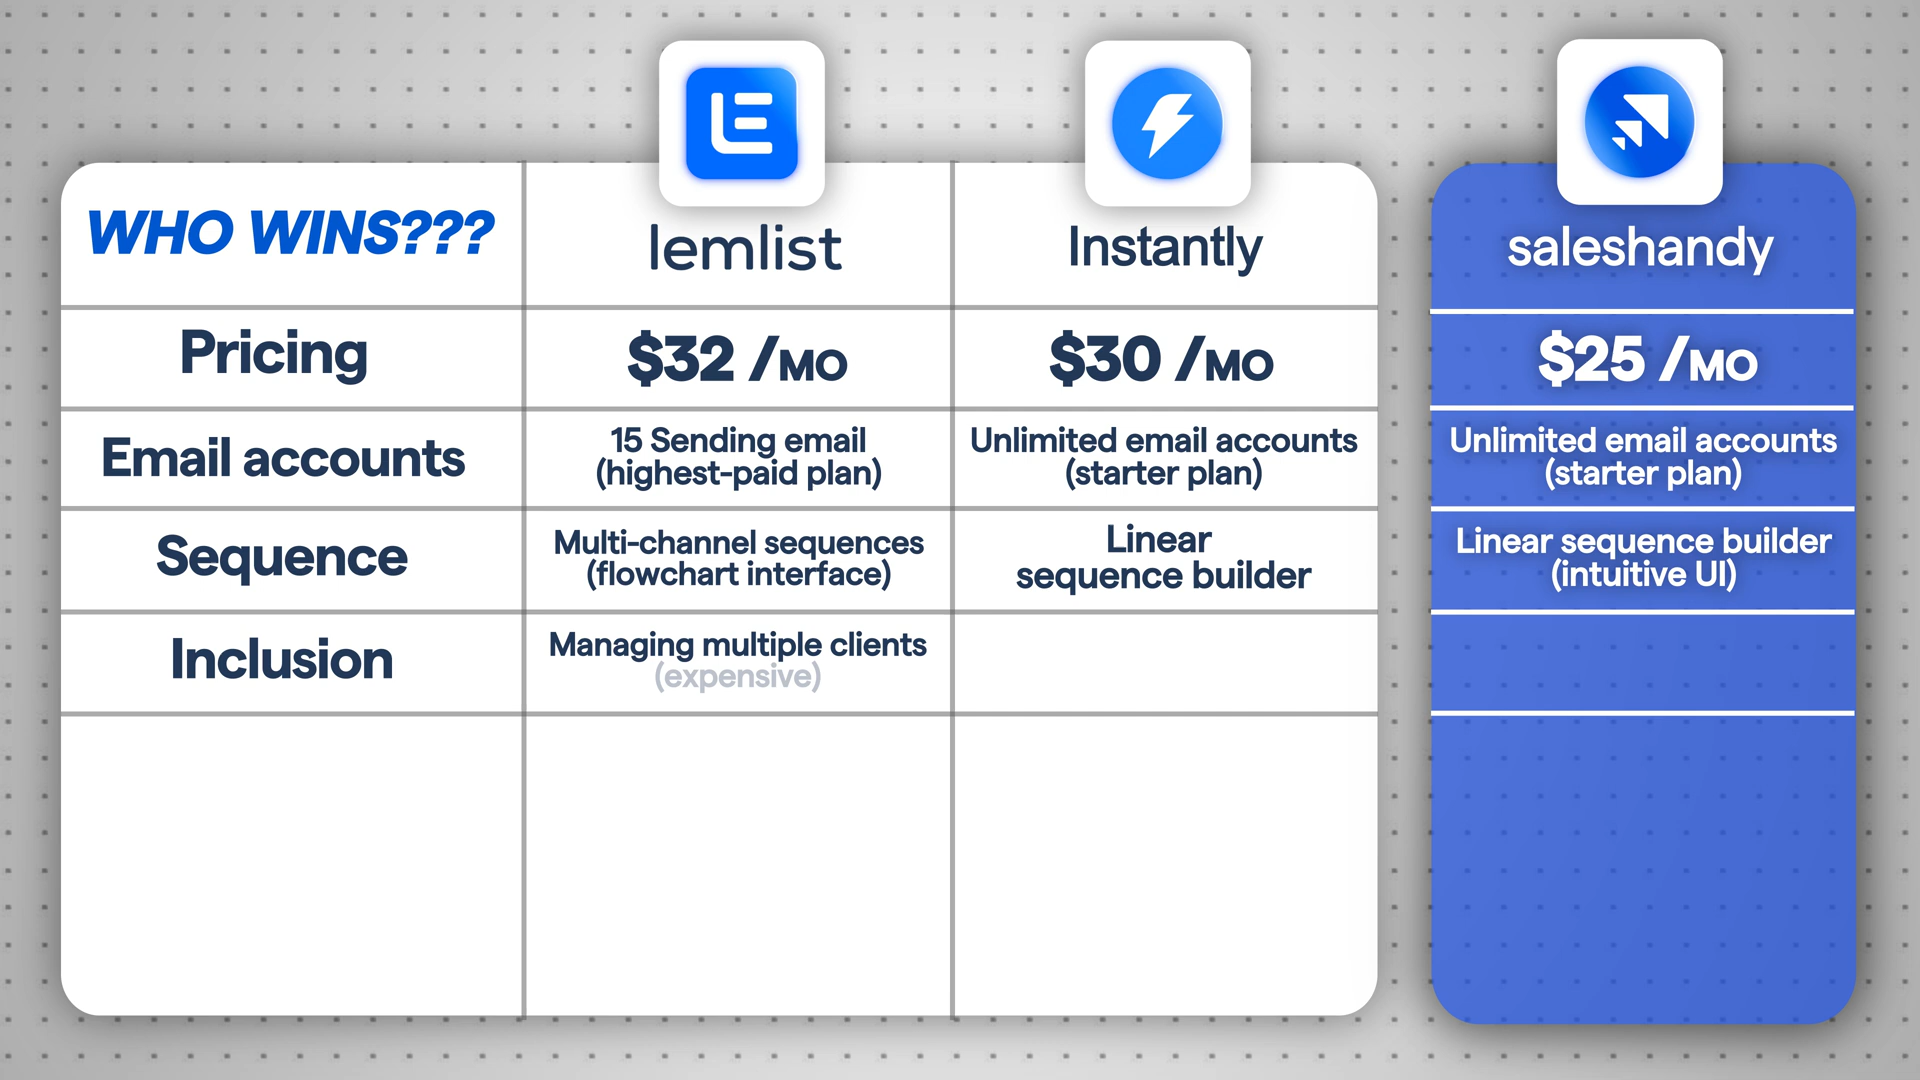 WHO WINS???
lemlist
Instantly
saleshandy
Pricing
$32 /MO
$30 /MO
$25 /MO
Email accounts
15 Sending email
(highest-paid plan)
Unlimited email accounts
(starter plan)
Unlimited email accounts
(starter plan)
Sequence
Multi-channel sequences
(flowchart interface)
Linear
sequence builder
Linear sequence builder
(intuitive UI)
Inclusion
Managing multiple clients
(expensive)